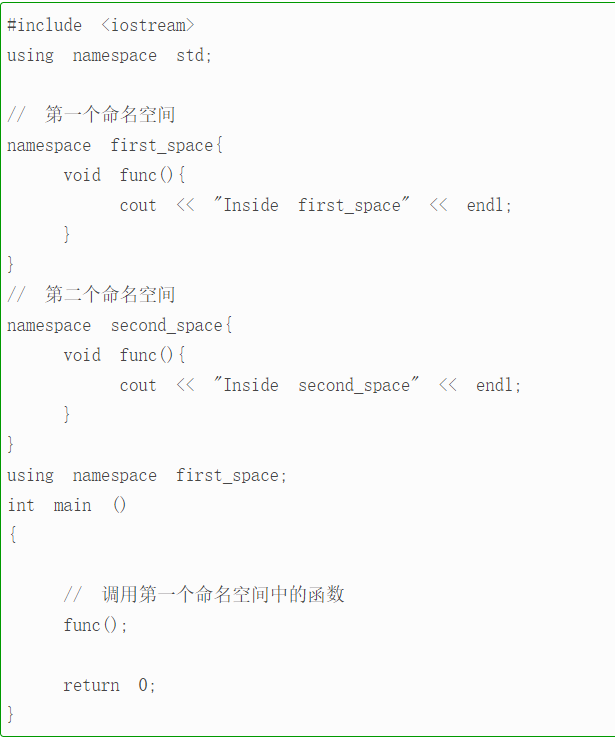 #include <iostream>
using namespace std;
// 第一个命名空间
namespace first_space{
void func(){
cout << "Inside first_space" << endl;
}
}
// 第二个命名空间
namespace second_space{
void func(){
cout << "Inside second_space" << endl;
}
}
using namespace first_space;
int main ()
{
// 调用第一个命名空间中的函数
func();
return 0;
}